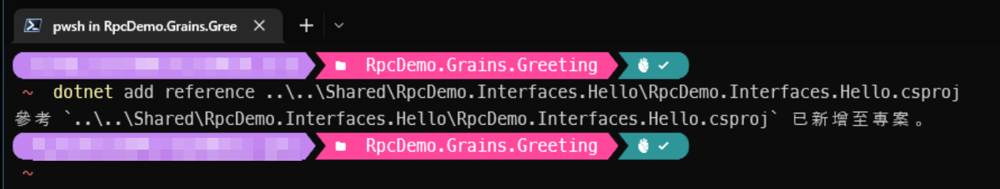 pwsh in RpcDemo.Grains.Gree
RpcDemo.Grains.Greeting
~ dotnet add reference ..\..\Shared\RpcDemo.Interfaces.Hello\RpcDemo.Interfaces.Hello.csproj
參考 `..\..\Shared\RpcDemo.Interfaces.Hello\RpcDemo.Interfaces.Hello.csproj` 已新增至專案。
RpcDemo.Grains.Greeting
~